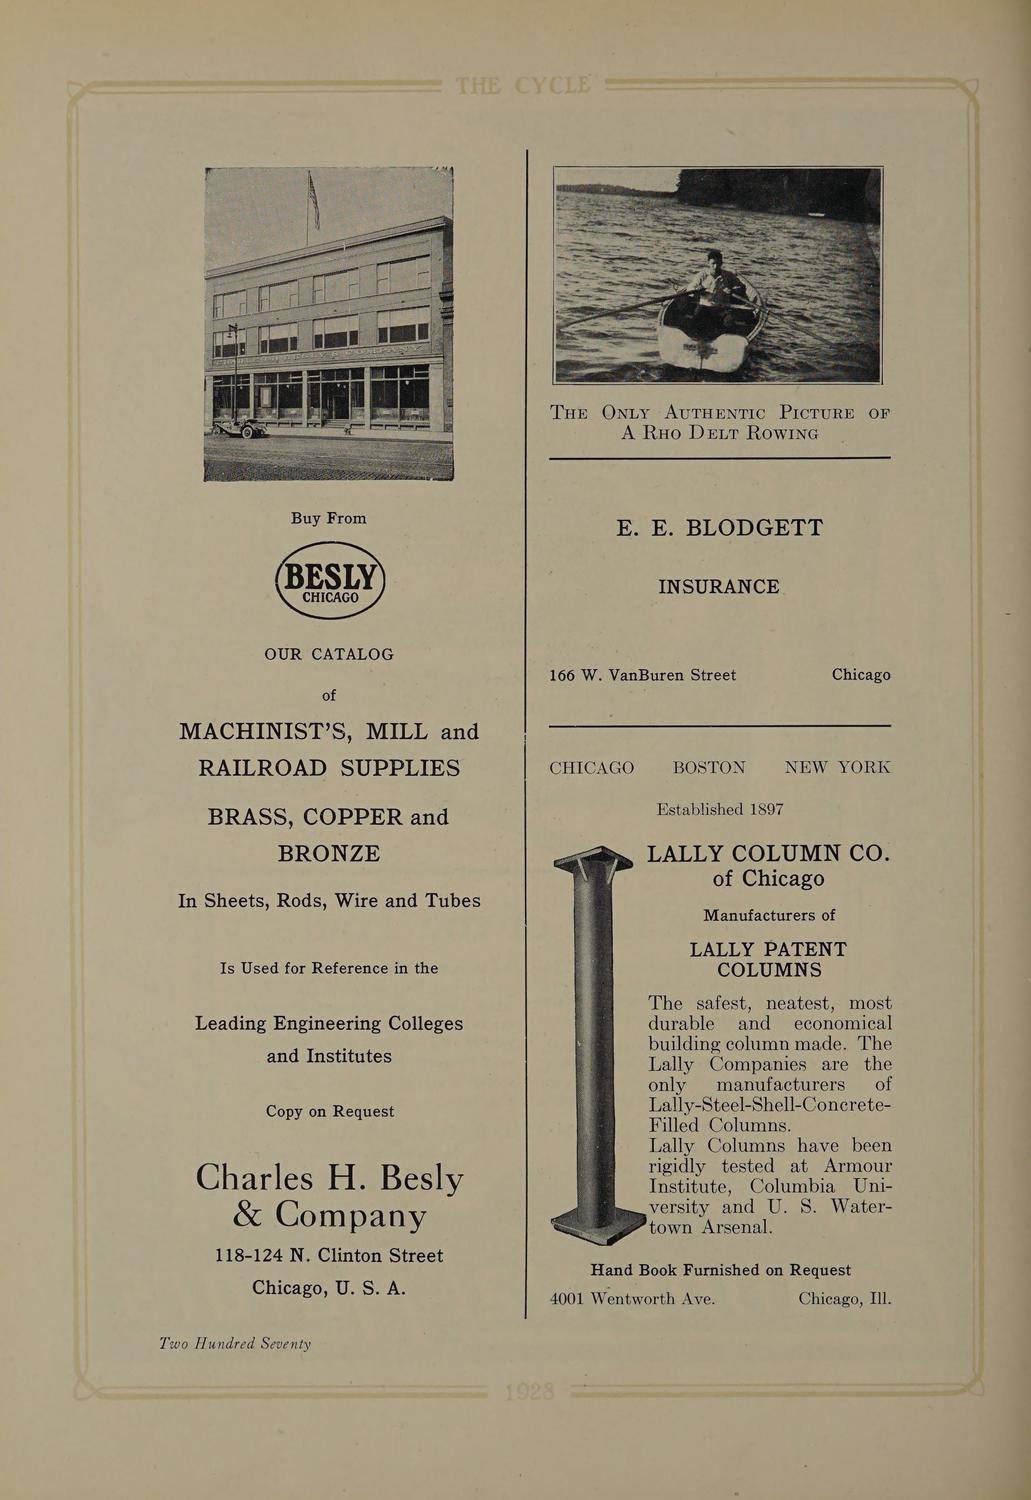 THE CYCLE
CHARLES H. BESLY & COMPANY
Buy From
BESLY
CHICAGO
OUR CATALOG
of
MACHINIST'S, MILL and
RAILROAD SUPPLIES
BRASS, COPPER and
BRONZE
In Sheets, Rods, Wire and Tubes
Is Used for Reference in the
Leading Engineering Colleges
and Institutes
Copy on Request
Charles H. Besly
& Company
118-124 N. Clinton Street
Chicago, U. S. A.
THE ONLY AUTHENTIC PICTURE OF
A RHO DELT ROWING
E. E. BLODGETT
INSURANCE
166 W. VanBuren Street Chicago
CHICAGO BOSTON NEW YORK
Established 1897
LALLY COLUMN CO.
of Chicago
Manufacturers of
LALLY PATENT
COLUMNS
The safest, neatest, most
durable and economical
building column made. The
Lally Companies are the
only manufacturers of
Lally-Steel-Shell-Concrete-
Filled Columns.
Lally Columns have been
rigidly tested at Armour
Institute, Columbia Uni-
versity and U. S. Water-
town Arsenal.
Hand Book Furnished on Request
4001 Wentworth Ave. Chicago, Ill.
Two Hundred Seventy
1928